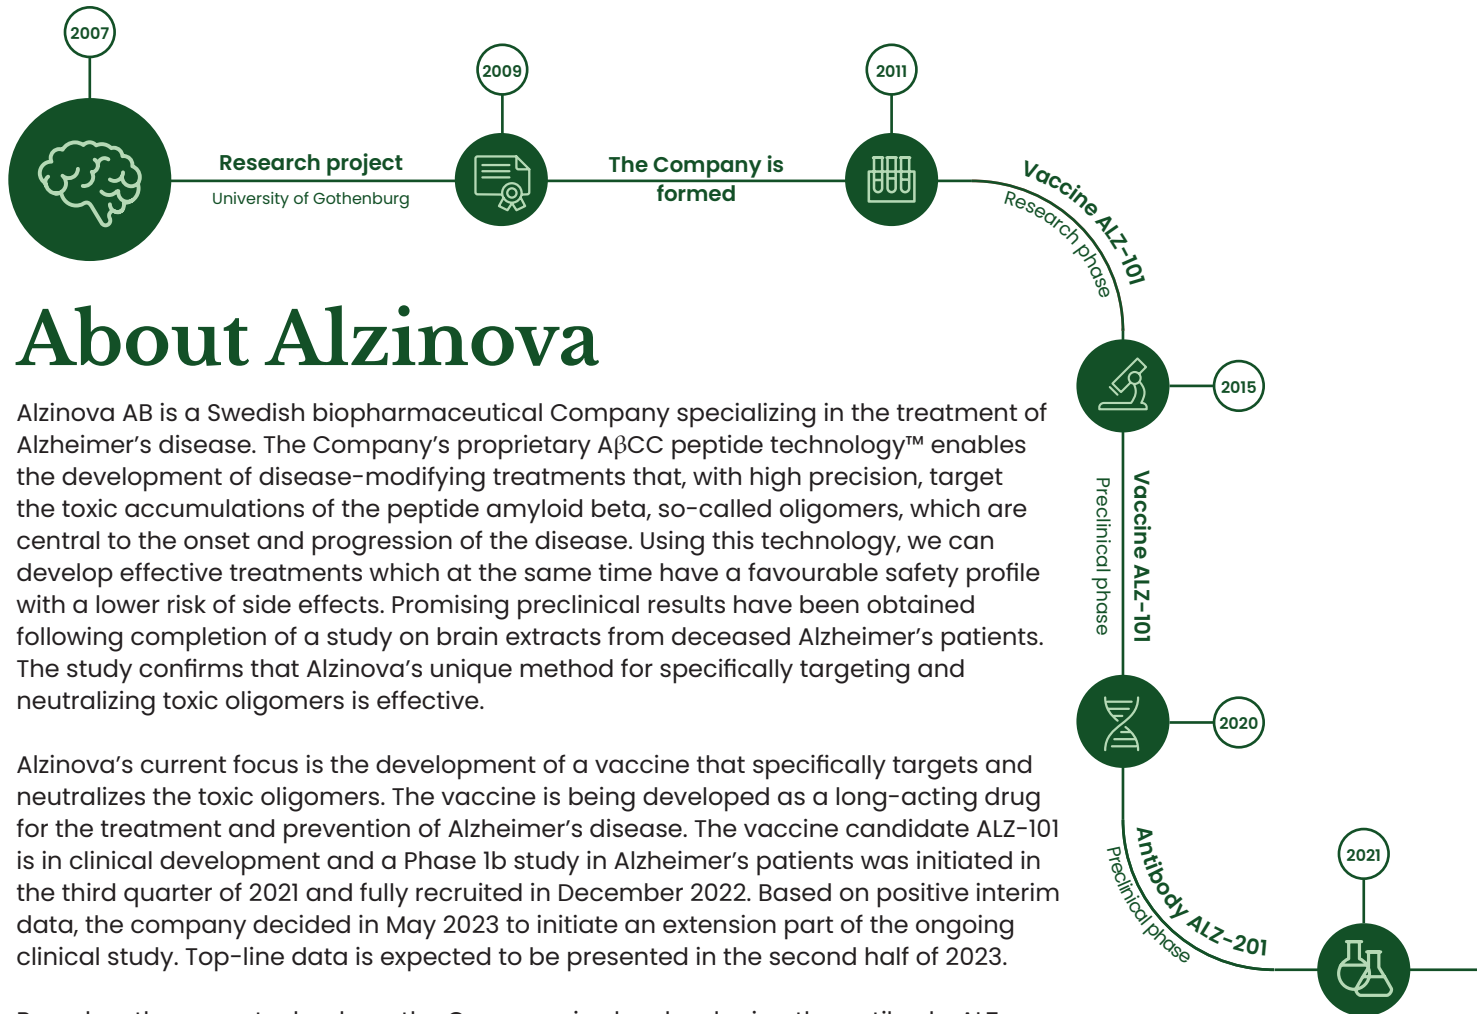 2007
2009
2011
Research project
University of Gothenburg
The Company is
formed
Vaccine ALZ-101
Research phase
About Alzinova
2015
Alzinova AB is a Swedish biopharmaceutical Company specializing in the treatment of
Alzheimer’s disease. The Company’s proprietary AβCC peptide technology™ enables
the development of disease-modifying treatments that, with high precision, target
the toxic accumulations of the peptide amyloid beta, so-called oligomers, which are
central to the onset and progression of the disease. Using this technology, we can
develop effective treatments which at the same time have a favourable safety profile
with a lower risk of side effects. Promising preclinical results have been obtained
following completion of a study on brain extracts from deceased Alzheimer’s patients.
The study confirms that Alzinova’s unique method for specifically targeting and
neutralizing toxic oligomers is effective.
Vaccine ALZ-101
Preclinical phase
2020
Alzinova’s current focus is the development of a vaccine that specifically targets and
neutralizes the toxic oligomers. The vaccine is being developed as a long-acting drug
for the treatment and prevention of Alzheimer’s disease. The vaccine candidate ALZ-101
is in clinical development and a Phase 1b study in Alzheimer’s patients was initiated in
the third quarter of 2021 and fully recruited in December 2022. Based on positive interim
data, the company decided in May 2023 to initiate an extension part of the ongoing
clinical study. Top-line data is expected to be presented in the second half of 2023.
Antibody ALZ-201
Preclinical phase
2021